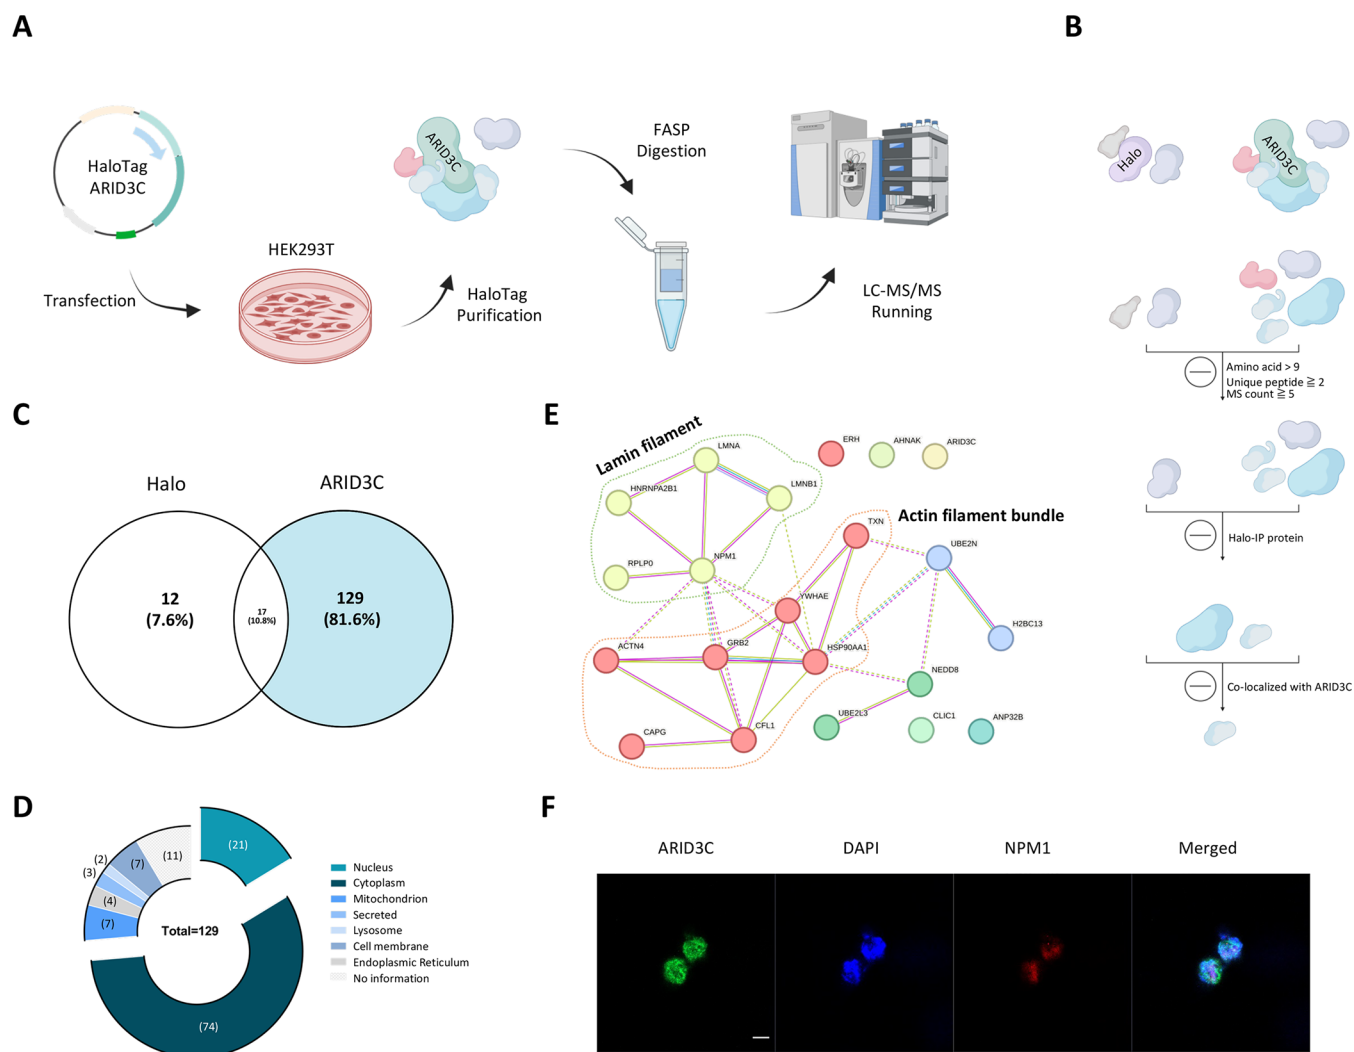 A
HaloTag
ARID3C
Transfection
HEK293T
ARID3C
HaloTag
Purification
FASP
Digestion
LC-MS/MS
Running
B
Halo
ARID3C
Amino acid > 9
Unique peptide ≧ 2
MS count ≧ 5
Halo-IP protein
Co-localized with ARID3C
C
Halo
ARID3C
12
(7.6%)
17
(10.8%)
129
(81.6%)
D
(21)
(74)
(7)
(4)
(3)
(2)
(7)
(11)
Total=129
Nucleus
Cytoplasm
Mitochondrion
Secreted
Lysosome
Cell membrane
Endoplasmic Reticulum
No information
E
Lamin filament
LMNA
HNRNPA2B1
LMNB1
RPLP0
NPM1
ERH
AHNAK
ARID3C
Actin filament bundle
TXN
UBE2N
YWHAE
H2BC13
ACTN4
GRB2
HSP90AA1
NEDD8
CAPG
CFL1
UBE2L3
CLIC1
ANP32B
F
ARID3C
DAPI
NPM1
Merged